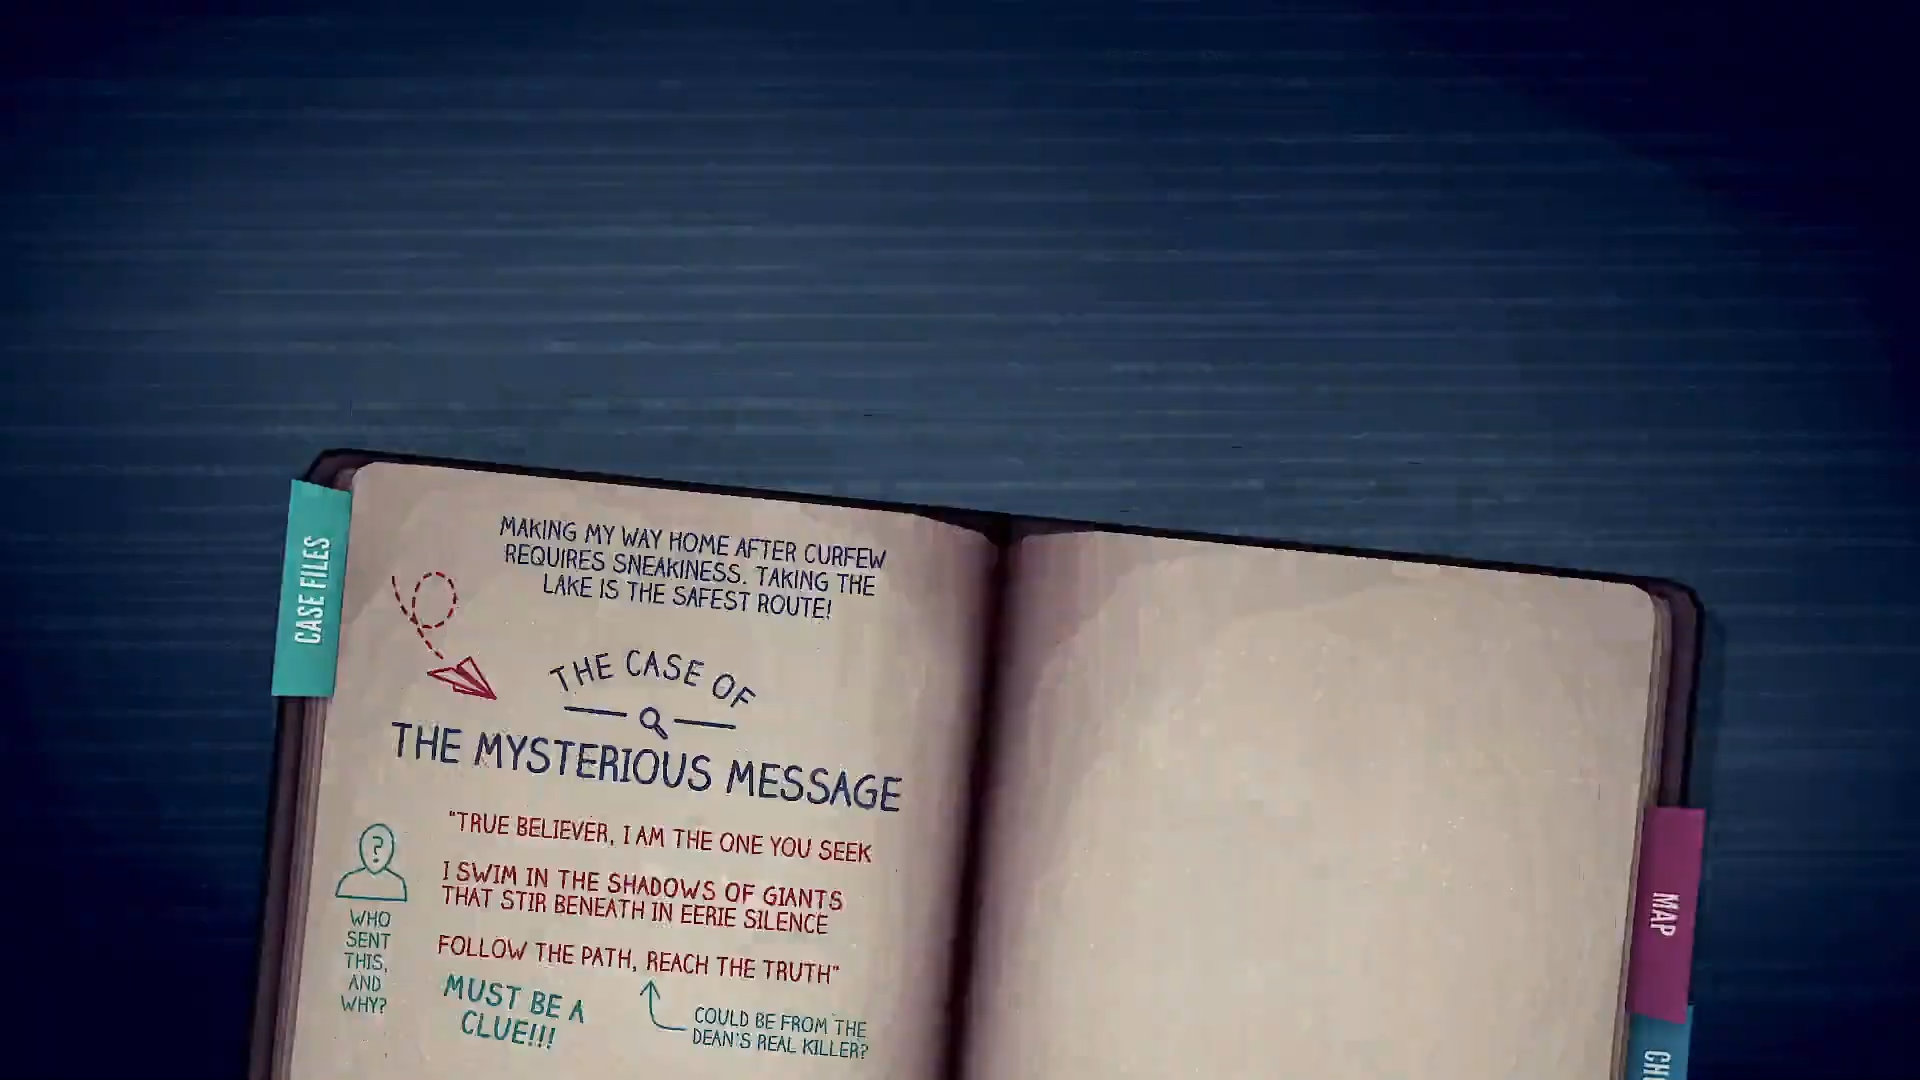 CASE FILES
MAKING MY WAY HOME AFTER CURFEW
REQUIRES SNEAKINESS. TAKING THE
LAKE IS THE SAFEST ROUTE!
THE CASE OF
THE MYSTERIOUS MESSAGE
"TRUE BELIEVER, I AM THE ONE YOU SEEK
I SWIM IN THE SHADOWS OF GIANTS
THAT STIR BENEATH IN EERIE SILENCE
FOLLOW THE PATH, REACH THE TRUTH"
?
WHO
SENT
THIS,
AND
WHY?
MUST BE A
CLUE!!!
COULD BE FROM THE
DEAN'S REAL KILLER?
MAP